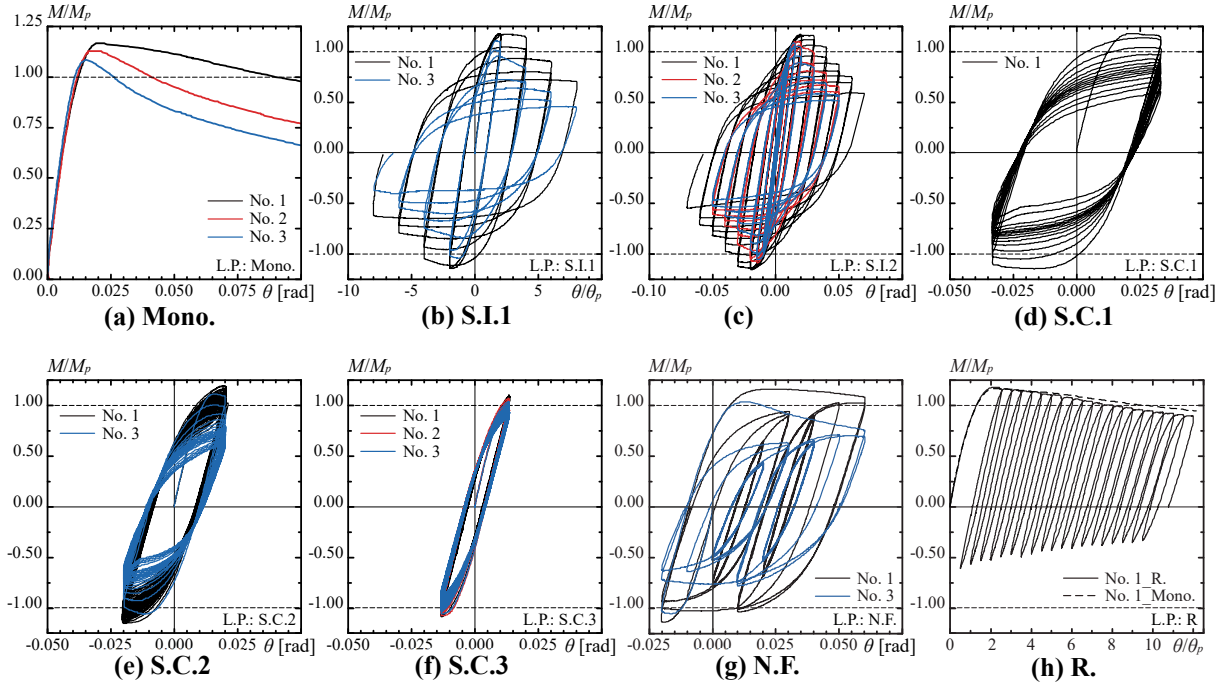 M/Mp
1.25
1.00
0.75
0.50
0.25
0.00
No. 1
No. 2
No. 3
L.P.: Mono.
0.0 0.025 0.050 0.075 θ [rad]
(a) Mono.
M/Mp
1.00
0.50
0.00
-0.50
-1.00
No. 1
No. 3
L.P.: S.I.1
-10 -5 0 5 θ/θp
(b) S.I.1
M/Mp
1.00
0.50
0.00
-0.50
-1.00
No. 1
No. 2
No. 3
L.P.: S.I.2
-0.10 -0.05 0.00 0.05 θ [rad]
(c)
M/Mp
1.00
0.50
0.00
-0.50
-1.00
No. 1
L.P.: S.C.1
-0.050 -0.025 0.000 0.025 θ [rad]
(d) S.C.1
M/Mp
1.00
0.50
0.00
-0.50
-1.00
No. 1
No. 3
L.P.: S.C.2
-0.050 -0.025 0.000 0.025 θ [rad]
(e) S.C.2
M/Mp
1.00
0.50
0.00
-0.50
-1.00
No. 1
No. 2
No. 3
L.P.: S.C.3
-0.050 -0.025 0.000 0.025 θ [rad]
(f) S.C.3
M/Mp
1.00
0.50
0.00
-0.50
-1.00
No. 1
No. 3
L.P.: N.F.
-0.025 0.000 0.025 0.050 θ [rad]
(g) N.F.
M/Mp
1.00
0.50
0.00
-0.50
-1.00
No. 1_R.
No. 1_Mono.
L.P.: R
0 2 4 6 8 10 θ/θp
(h) R.